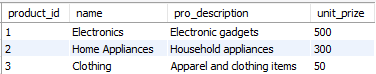 product_id name pro_description unit_prize
1 Electronics Electronic gadgets 500
2 Home Appliances Household appliances 300
3 Clothing Apparel and clothing items 50